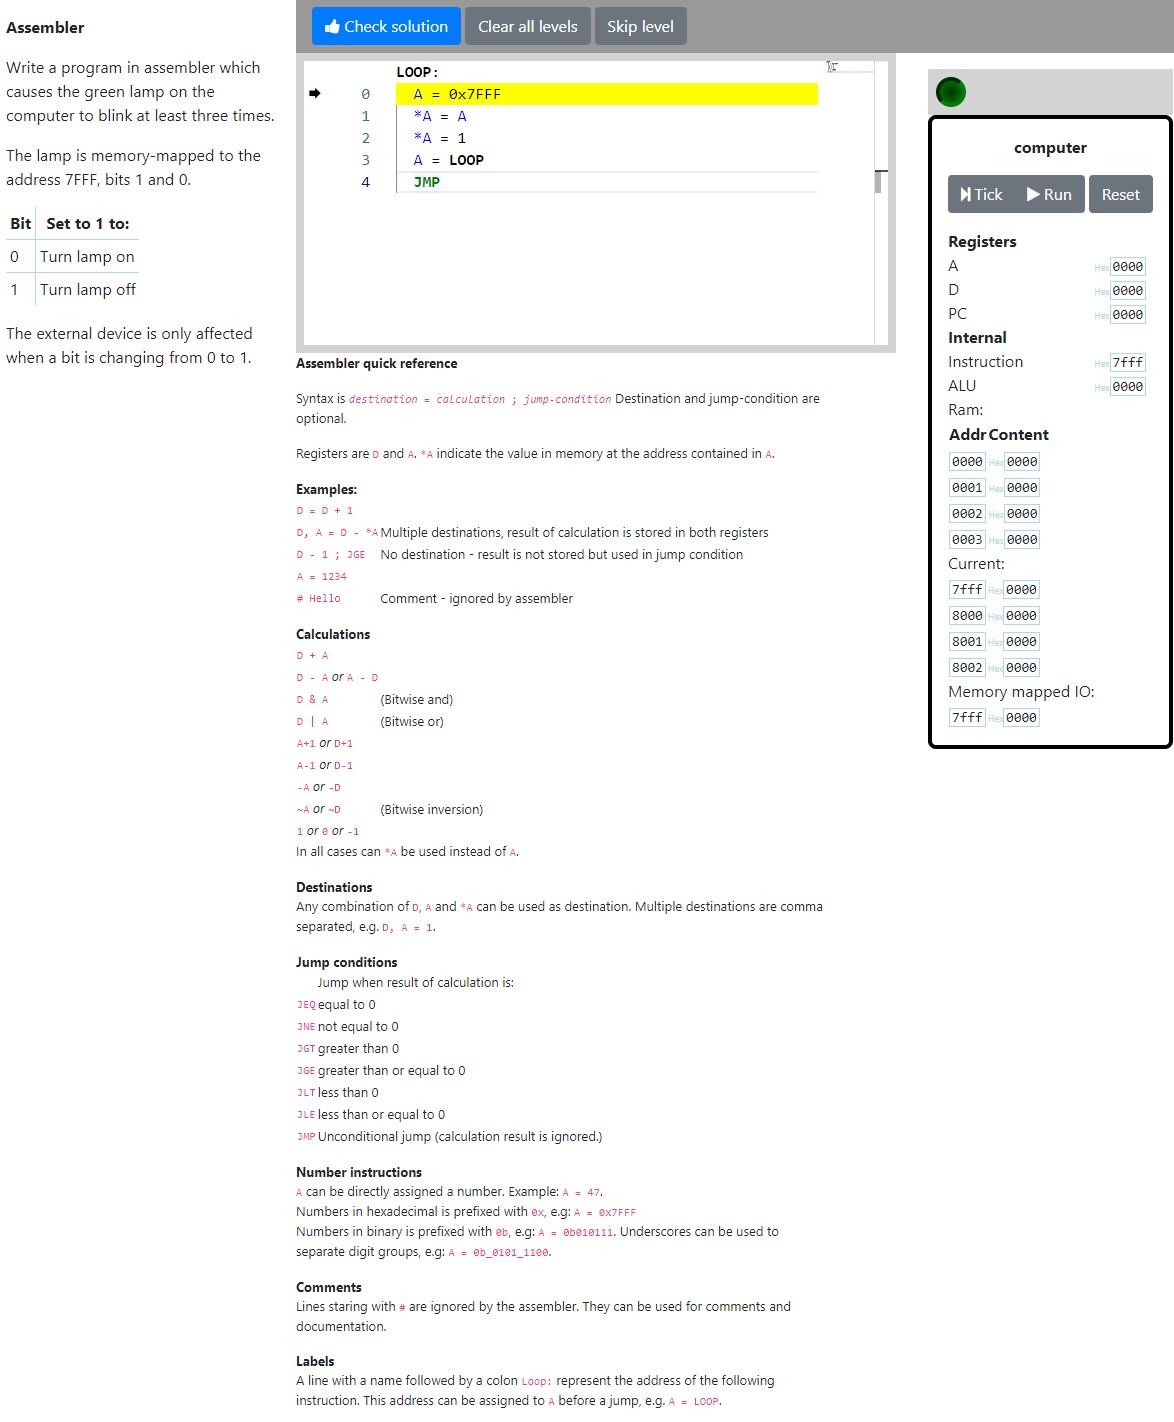 Assembler
Write a program in assembler which
causes the green lamp on the
computer to blink at least three times.
The lamp is memory-mapped to the
address 7FFF, bits 1 and 0.
Bit Set to 1 to:
0 Turn lamp on
1 Turn lamp off
The external device is only affected
when a bit is changing from 0 to 1.
Check solution Clear all levels Skip level
LOOP:
0 A = 0x7FFF
1 *A = A
2 *A = 1
3 A = LOOP
4 JMP
Assembler quick reference
Syntax is destination = calculation ; jump-condition Destination and jump-condition are
optional.
Registers are D and A. *A indicate the value in memory at the address contained in A.
Examples:
D = D + 1
D, A = D - *A Multiple destinations, result of calculation is stored in both registers
D - 1 ; JGE No destination - result is not stored but used in jump condition
A = 1234
# Hello Comment - ignored by assembler
Calculations
D + A
D - A or A - D
D & A (Bitwise and)
D | A (Bitwise or)
A+1 or D+1
A-1 or D-1
-A or -D
~A or ~D (Bitwise inversion)
1 or 0 or -1
In all cases can *A be used instead of A.
Destinations
Any combination of D, A and *A can be used as destination. Multiple destinations are comma
separated, e.g. D, A = 1.
Jump conditions
Jump when result of calculation is:
JEQ equal to 0
JNE not equal to 0
JGT greater than 0
JGE greater than or equal to 0
JLT less than 0
JLE less than or equal to 0
JMP Unconditional jump (calculation result is ignored.)
Number instructions
A can be directly assigned a number. Example: A = 47.
Numbers in hexadecimal is prefixed with 0x, e.g: A = 0x7FFF
Numbers in binary is prefixed with 0b, e.g: A = 0b010111. Underscores can be used to
separate digit groups, e.g: A = 0b_0101_1100.
Comments
Lines staring with # are ignored by the assembler. They can be used for comments and
documentation.
Labels
A line with a name followed by a colon Loop: represent the address of the following
instruction. This address can be assigned to A before a jump, e.g. A = LOOP.
computer
Tick Run Reset
Registers
A Hex 0000
D Hex 0000
PC Hex 0000
Internal
Instruction Hex 7fff
ALU Hex 0000
Ram:
Addr Content
0000 Hex 0000
0001 Hex 0000
0002 Hex 0000
0003 Hex 0000
Current:
7fff Hex 0000
8000 Hex 0000
8001 Hex 0000
8002 Hex 0000
Memory mapped IO:
7fff Hex 0000